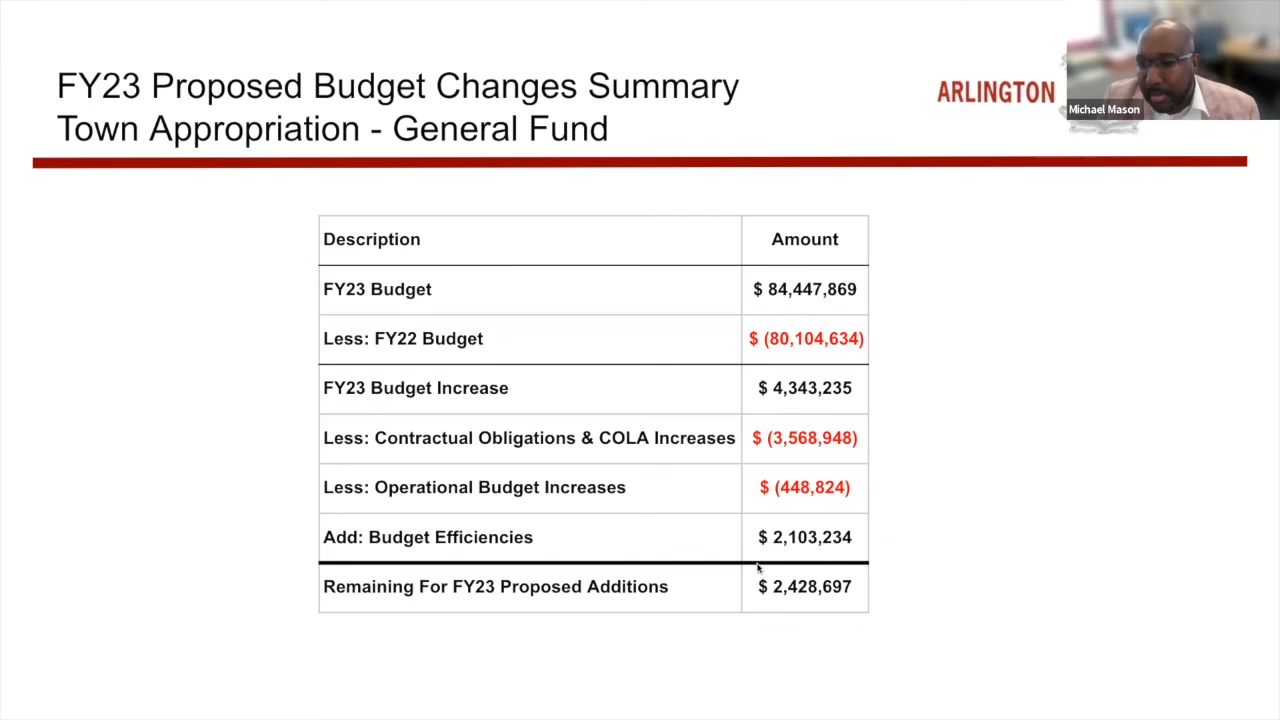 FY23 Proposed Budget Changes Summary
Town Appropriation - General Fund
ARLINGTON
Michael Mason
Description Amount
FY23 Budget $ 84,447,869
Less: FY22 Budget $ (80,104,634)
FY23 Budget Increase $ 4,343,235
Less: Contractual Obligations & COLA Increases $ (3,568,948)
Less: Operational Budget Increases $ (448,824)
Add: Budget Efficiencies $ 2,103,234
Remaining For FY23 Proposed Additions $ 2,428,697